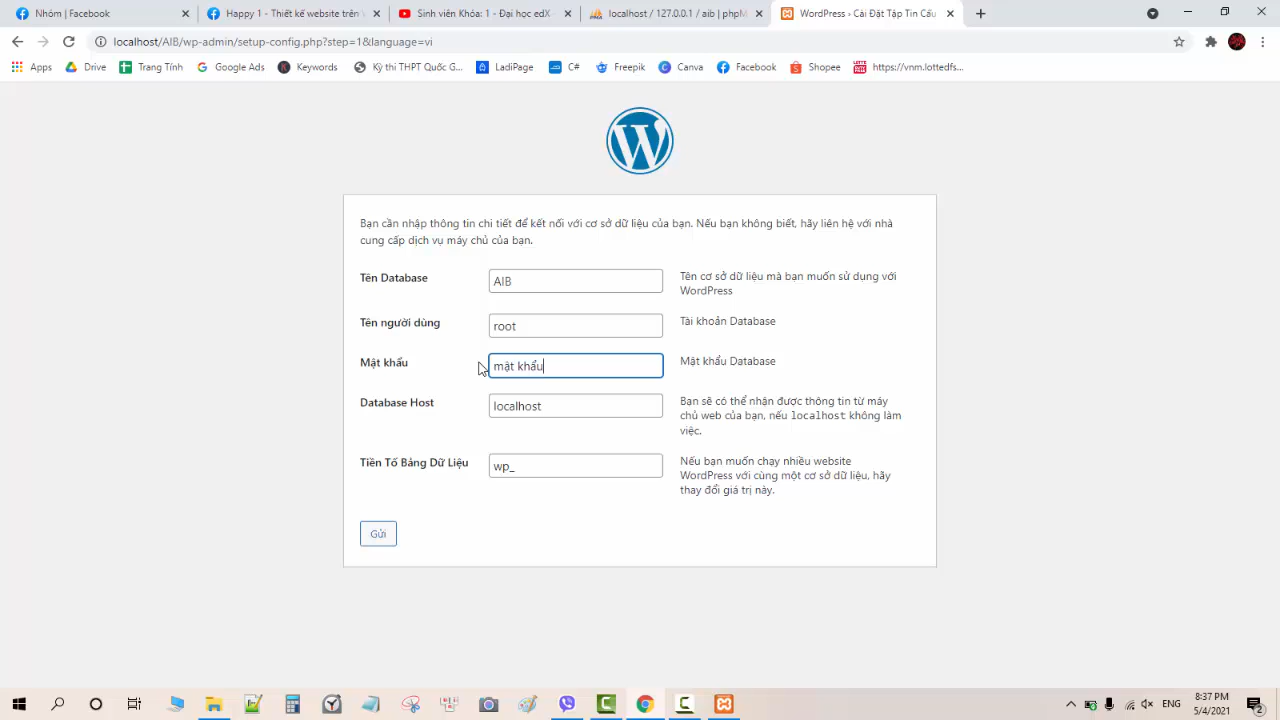 Nhóm | Facebook
Happy 1 - Thiết kế website trên
Sinh viên Khóa: 1 - Đại học edX
localhost / 127.0.0.1 / aib | phpM
WordPress › Cài Đặt Tập Tin Cấu
localhost/AIB/wp-admin/setup-config.php?step=1&language=vi
Apps
Drive
Trang Tính
Google Ads
Keywords
Kỳ thi THPT Quốc G...
LadiPage
C#
Freepik
Canva
Facebook
Shopee
https://vnm.lottedfs...
Bạn cần nhập thông tin chi tiết để kết nối với cơ sở dữ liệu của bạn. Nếu bạn không biết, hãy liên hệ với nhà
cung cấp dịch vụ máy chủ của bạn.
Tên Database
AIB
Tên cơ sở dữ liệu mà bạn muốn sử dụng với
WordPress
Tên người dùng
root
Tài khoản Database
Mật khẩu
mật khẩu
Mật khẩu Database
Database Host
localhost
Bạn sẽ có thể nhận được thông tin từ máy
chủ web của bạn, nếu localhost không làm
việc.
Tiền Tố Bảng Dữ Liệu
wp_
Nếu bạn muốn chạy nhiều website
WordPress với cùng một cơ sở dữ liệu, hãy
thay đổi giá trị này.
Gửi
ENG
8:37 PM
5/4/2021
2